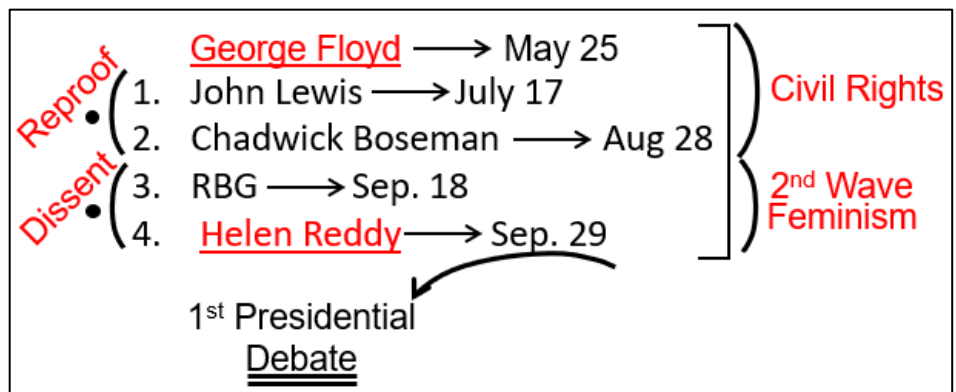 George Floyd → May 25
Reproof
1. John Lewis → July 17
2. Chadwick Boseman → Aug 28
Civil Rights
Dissent
3. RBG → Sep. 18
4. Helen Reddy → Sep. 29
2nd Wave
Feminism
1st Presidential
Debate